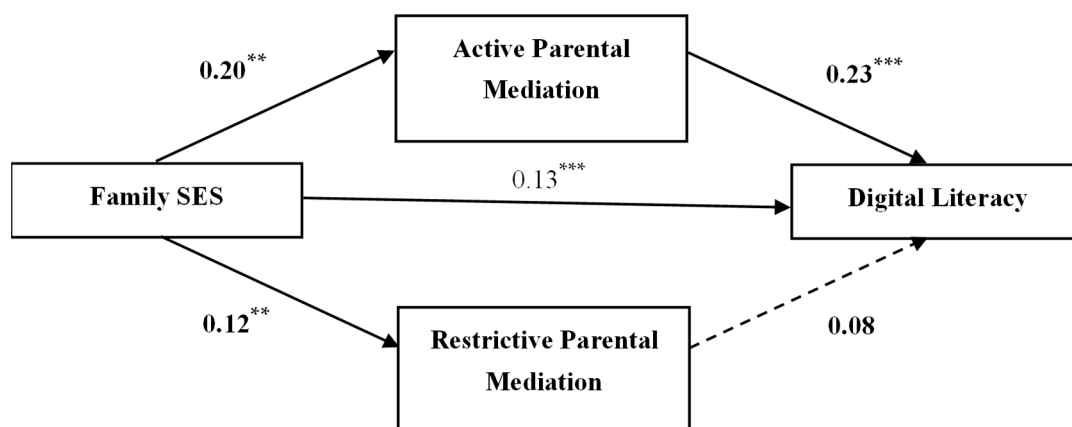 Active Parental
Mediation
0.20**
0.23***
0.13***
Family SES
Digital Literacy
0.12**
Restrictive Parental
Mediation
0.08